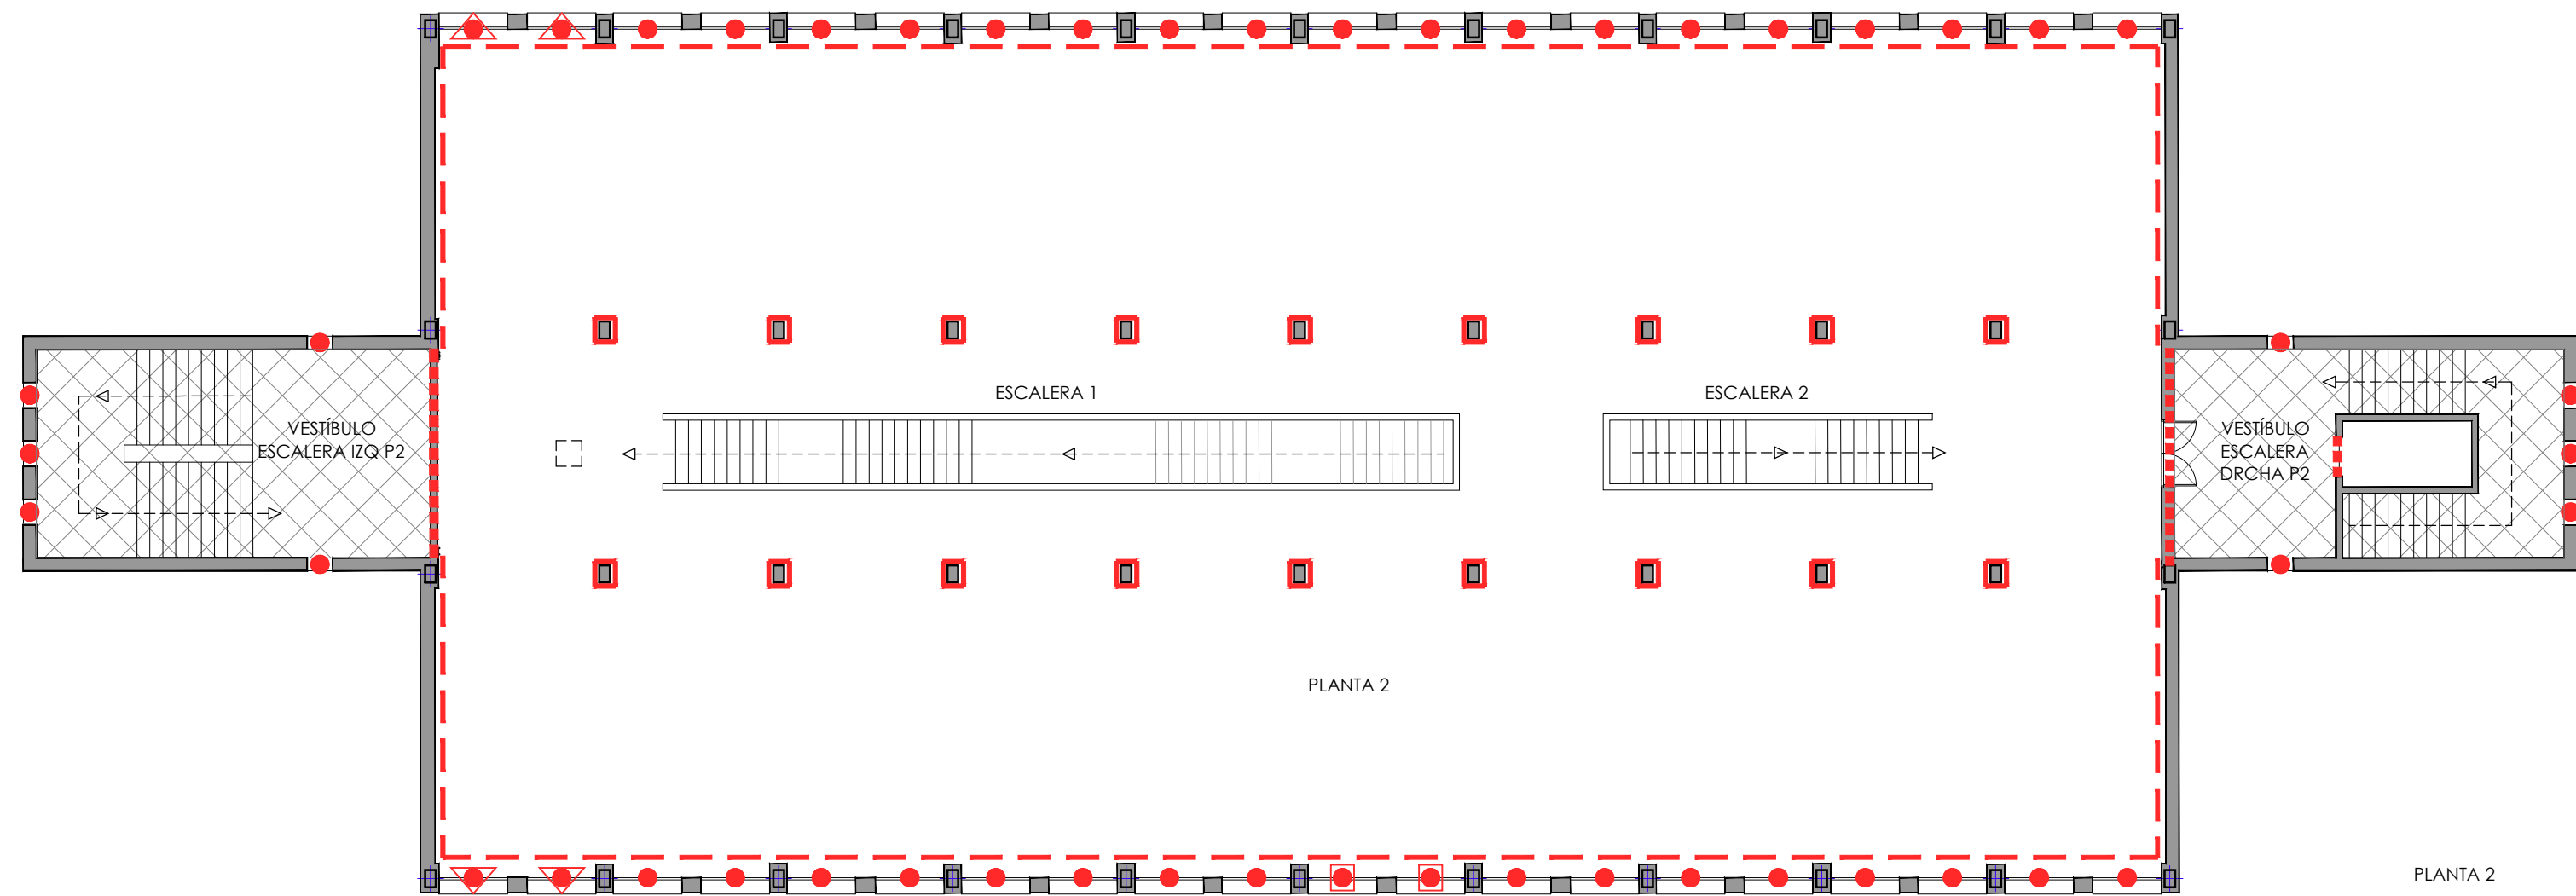 ESCALERA 1
ESCALERA 2
VESTÍBULO
ESCALERA IZQ P2
VESTÍBULO
ESCALERA
DRCHA P2
PLANTA 2
PLANTA 2